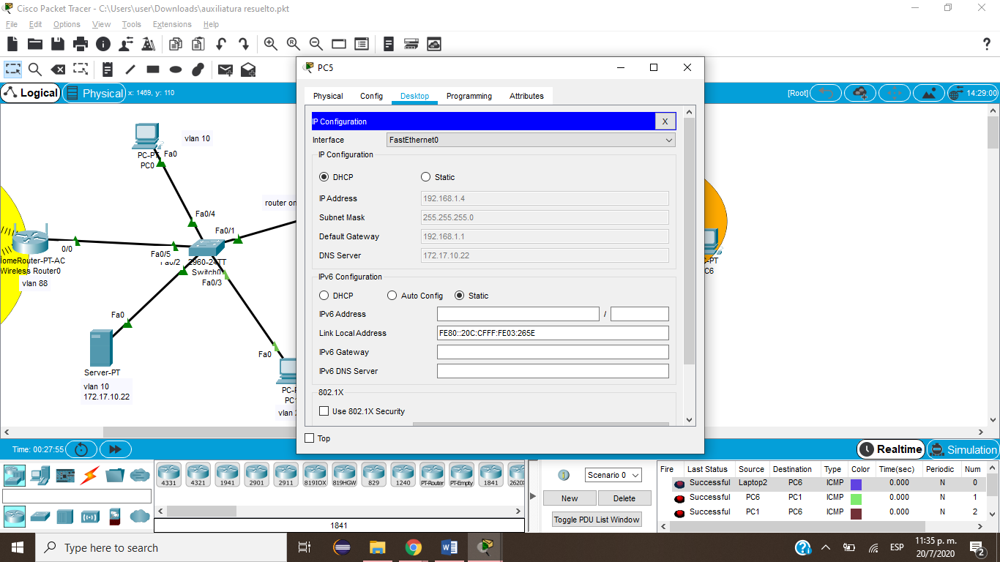 Cisco Packet Tracer - C:\Users\user\Downloads\auxiliatura resuelto.pkt
File Edit Options View Tools Extensions Help
Logical Physical x: 1489, y: 110 [Root] 14:29:00
PC5
Physical Config Desktop Programming Attributes
IP Configuration X
Interface FastEthernet0
IP Configuration
DHCP Static
IP Address 192.168.1.4
Subnet Mask 255.255.255.0
Default Gateway 192.168.1.1
DNS Server 172.17.10.22
IPv6 Configuration
DHCP Auto Config Static
IPv6 Address /
Link Local Address FE80::20C:CFFF:FE03:265E
IPv6 Gateway
IPv6 DNS Server
802.1X
Use 802.1X Security
Top
vlan 10
PC-PT Fa0
PC0
router on
Fa0/4
Fa0/1
0/0
Fa0/5
Fa0/2 2960-24TT
Switch0
Fa0/3
omeRouter-PT-AC
Wireless Router0
vlan 88
Fa0
Fa0
Server-PT
vlan 10
172.17.10.22
PC-P
PC1
vlan
-PT
C6
Time: 00:27:55 Realtime Simulation
4331 4321 1941 2901 2911 819IOX 819HGW 829 1240 PT-Router PT-Empty 1841 2620X
1841
Scenario 0
New Delete
Toggle PDU List Window
Fire Last Status Source Destination Type Color Time(sec) Periodic Num
Successful Laptop2 PC6 ICMP 0.000 N 0
Successful PC6 PC1 ICMP 0.000 N 1
Successful PC1 PC6 ICMP 0.000 N 2
Type here to search
ESP
11:35 p. m.
20/7/2020
2